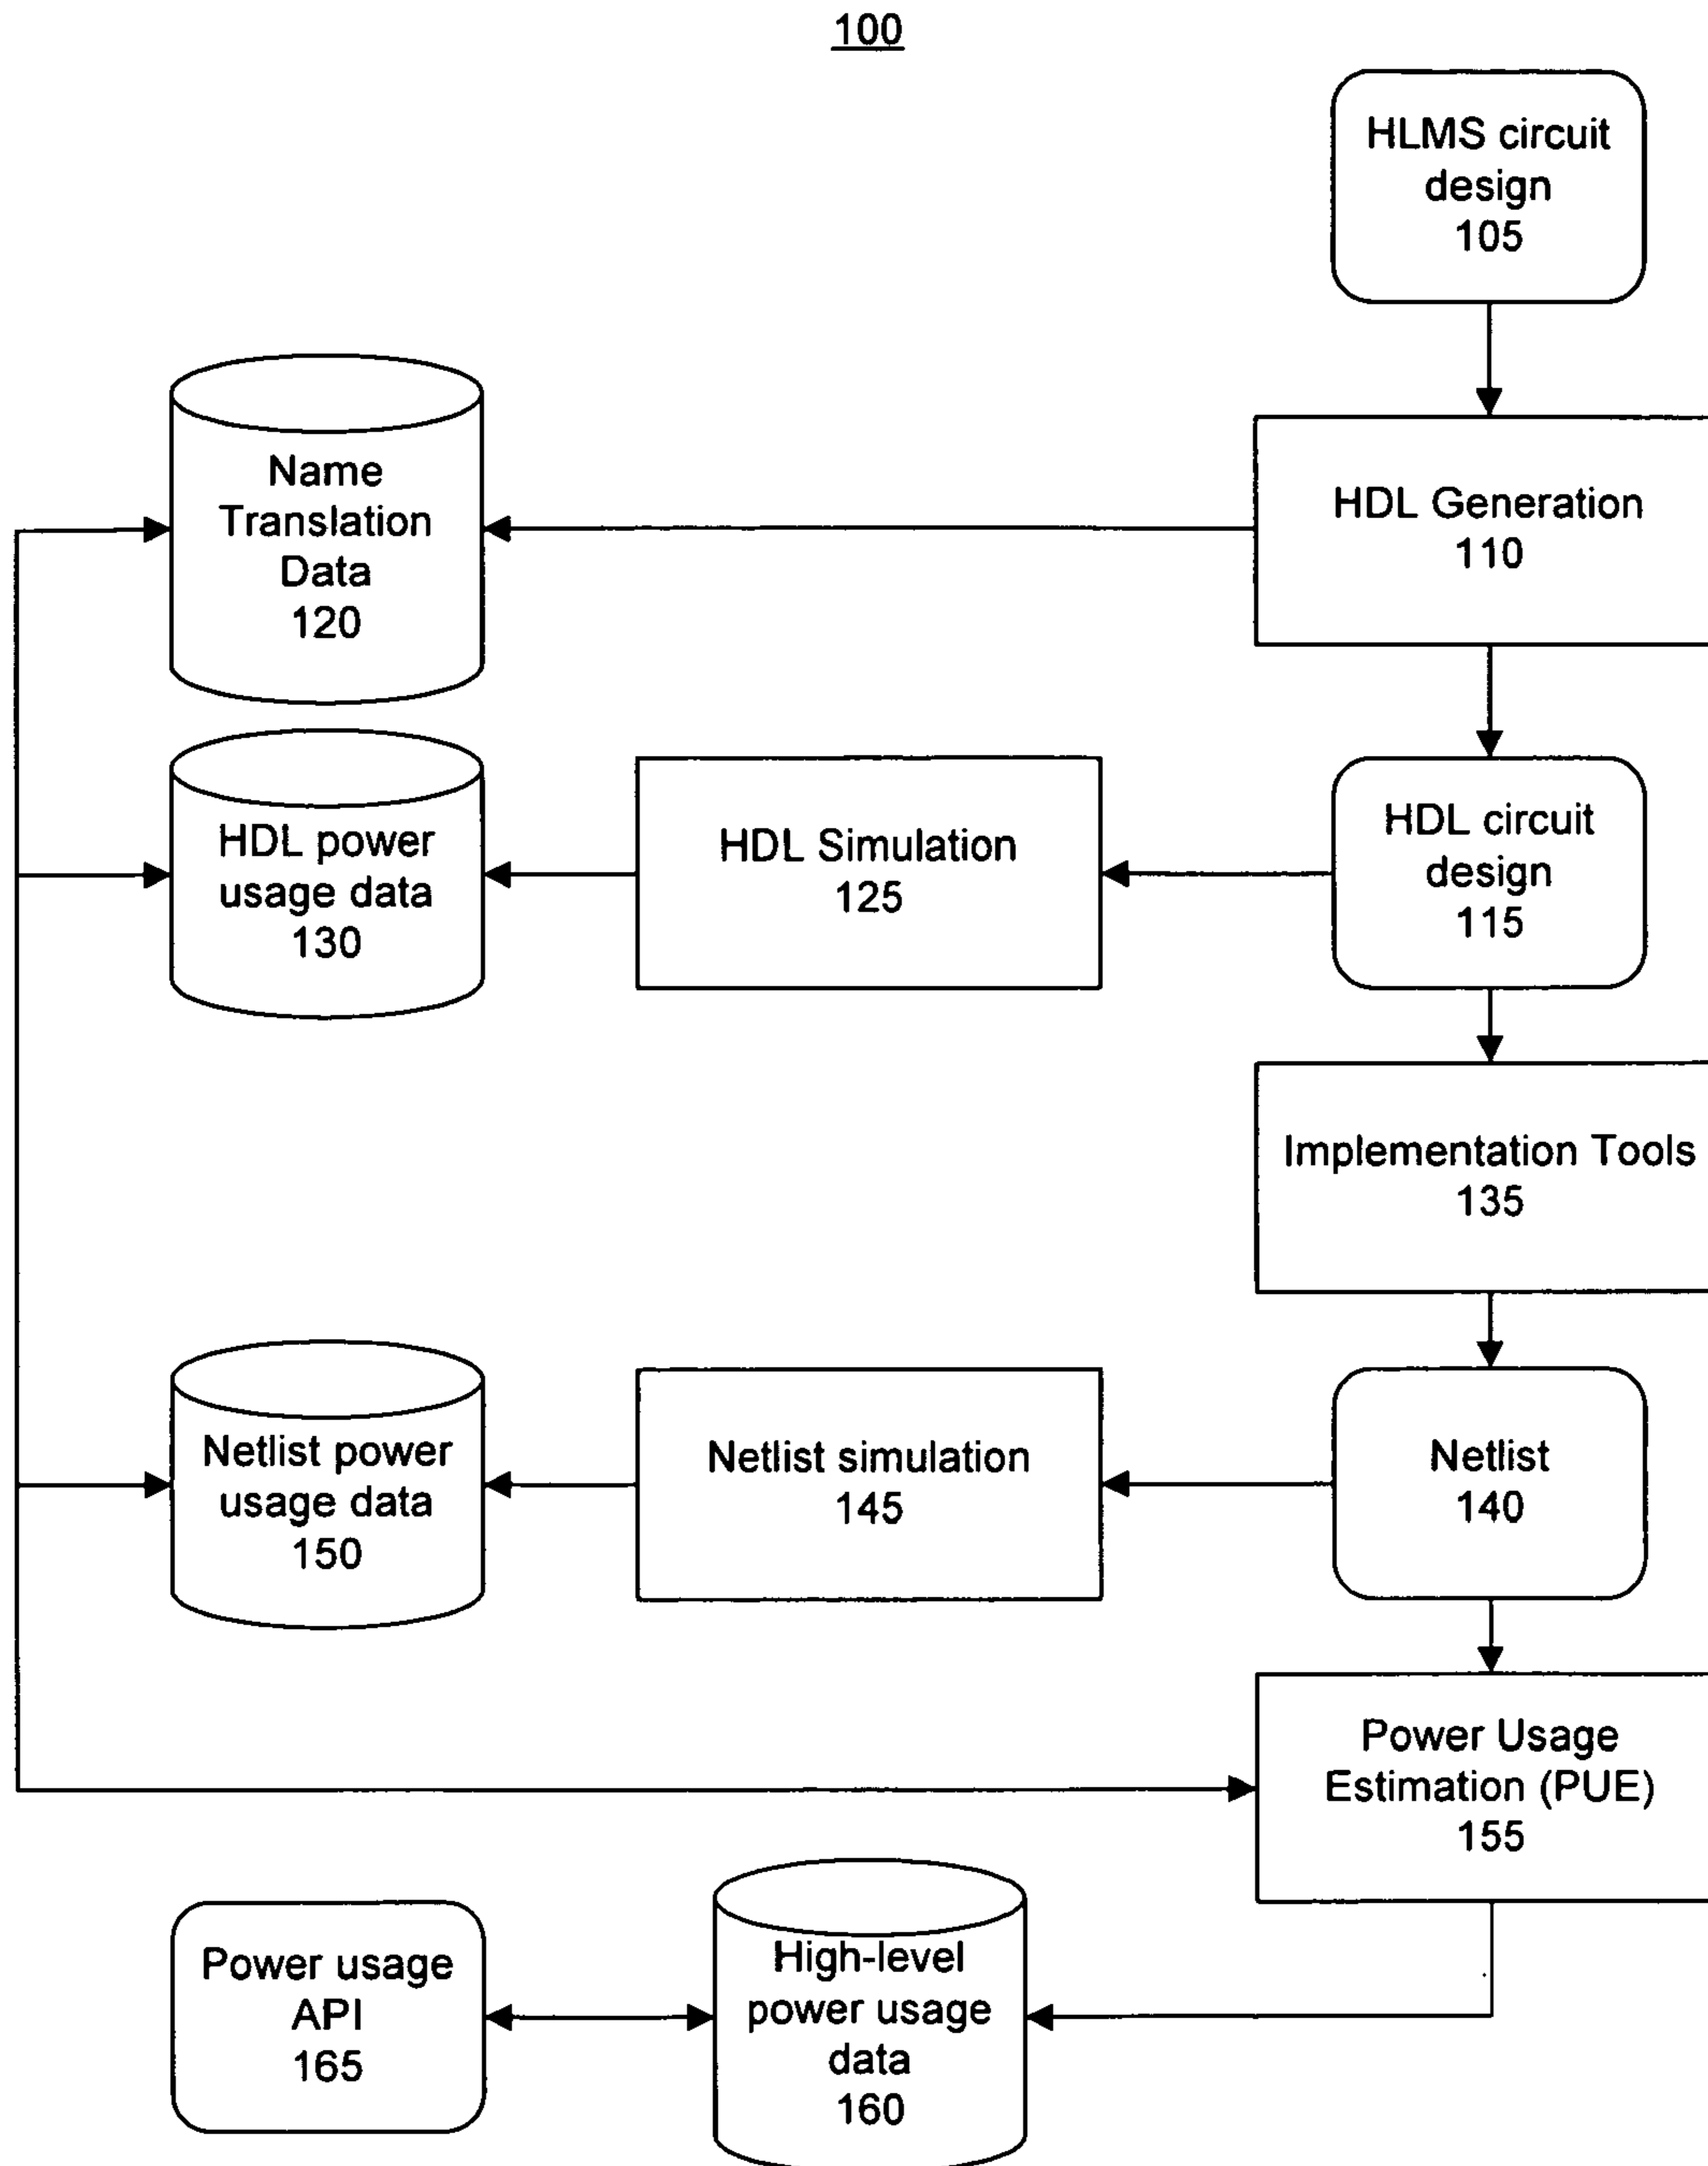 100
HLMS circuit
design
105
Name
Translation
Data
120
HDL Generation
110
HDL power
usage data
130
HDL Simulation
125
HDL circuit
design
115
Implementation Tools
135
Netlist power
usage data
150
Netlist simulation
145
Netlist
140
Power Usage
Estimation (PUE)
155
Power usage
API
165
High-level
power usage
data
160